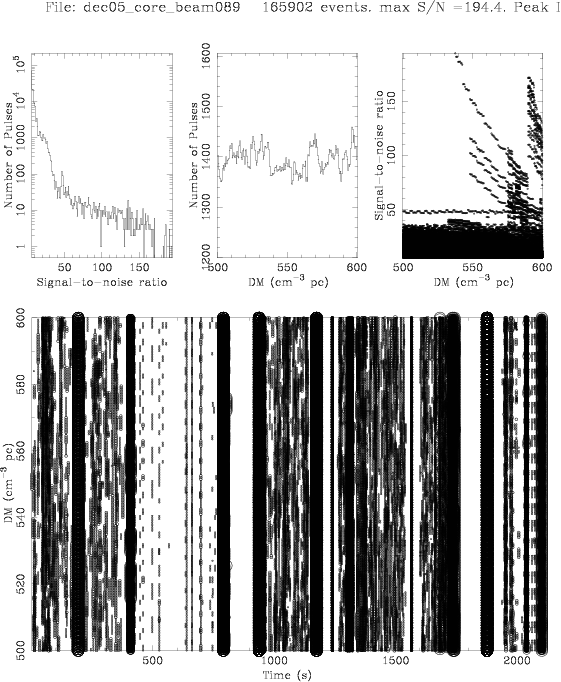 File: dec05_core_beam089 165902 events. max S/N =194.4. Peak
Number of Pulses
10⁵
10⁴
1000
100
10
1
50 100 150
Signal-to-noise ratio
Number of Pulses
1600
1500
1400
1300
1200
500 550 600
DM (cm⁻³ pc)
Signal-to-noise ratio
150
100
50
500 550 600
DM (cm⁻³ pc)
DM (cm⁻³ pc)
600
580
560
540
520
500
500 1000 1500 2000
Time (s)